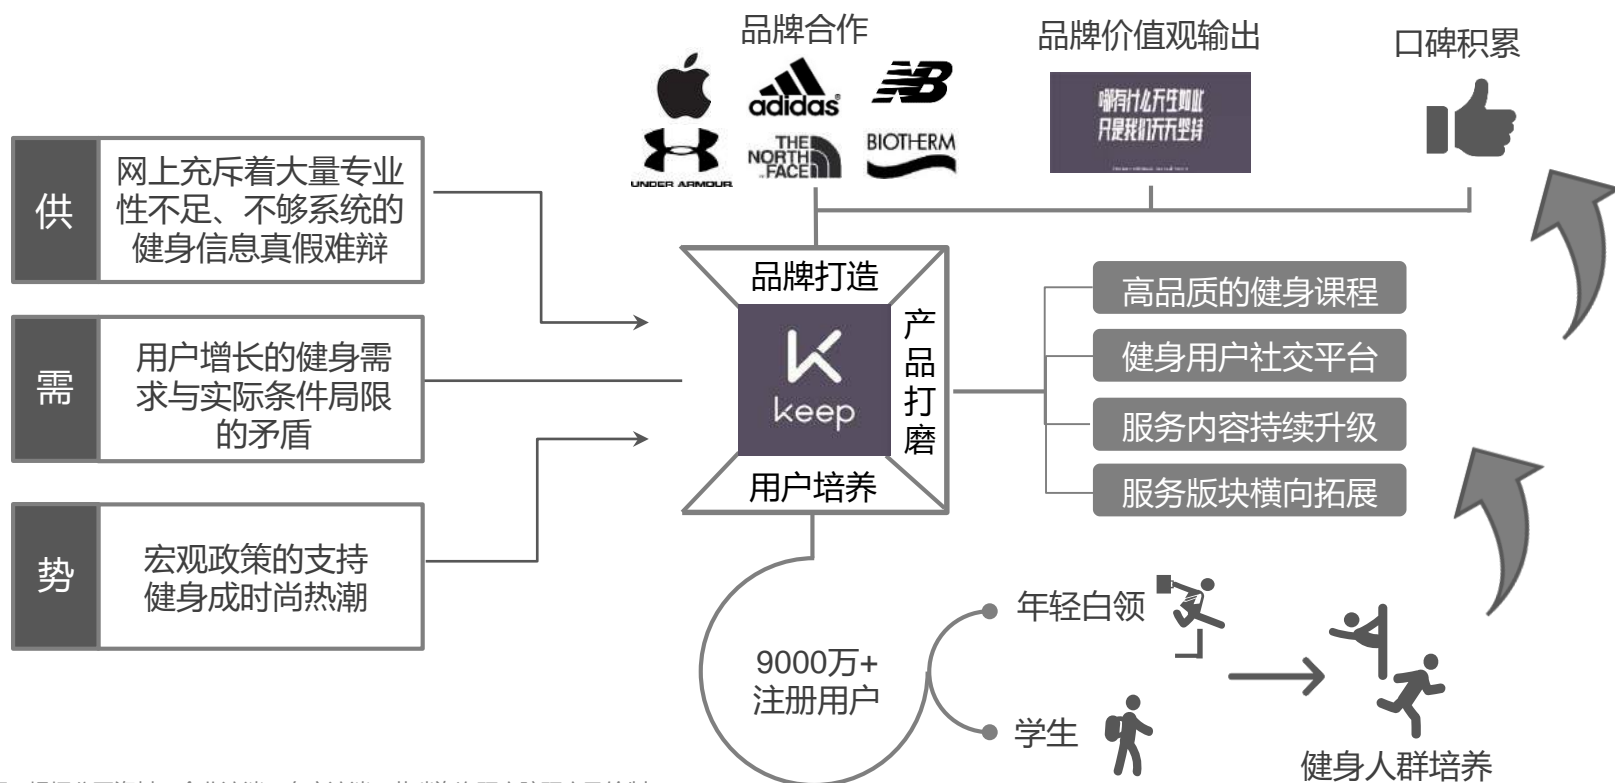 品牌合作
品牌价值观输出
口碑积累
adidas
NB
UNDER ARMOUR
THE
NORTH
FACE
BIOTHERM
哪有什么天生如此
只是我们天天坚持
供
网上充斥着大量专业
性不足、不够系统的
健身信息真假难辩
需
用户增长的健身需
求与实际条件局限
的矛盾
势
宏观政策的支持
健身成时尚热潮
品牌打造
keep
产品打磨
用户培养
高品质的健身课程
健身用户社交平台
服务内容持续升级
服务版块横向拓展
9000万+
注册用户
年轻白领
学生
健身人群培养